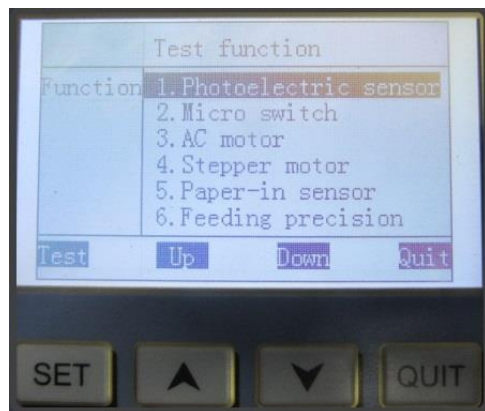 Test function
Function 1.Photoelectric sensor
2.Micro switch
3.AC motor
4.Stepper motor
5.Paper-in sensor
6.Feeding precision
Test Up Down Quit
SET QUIT